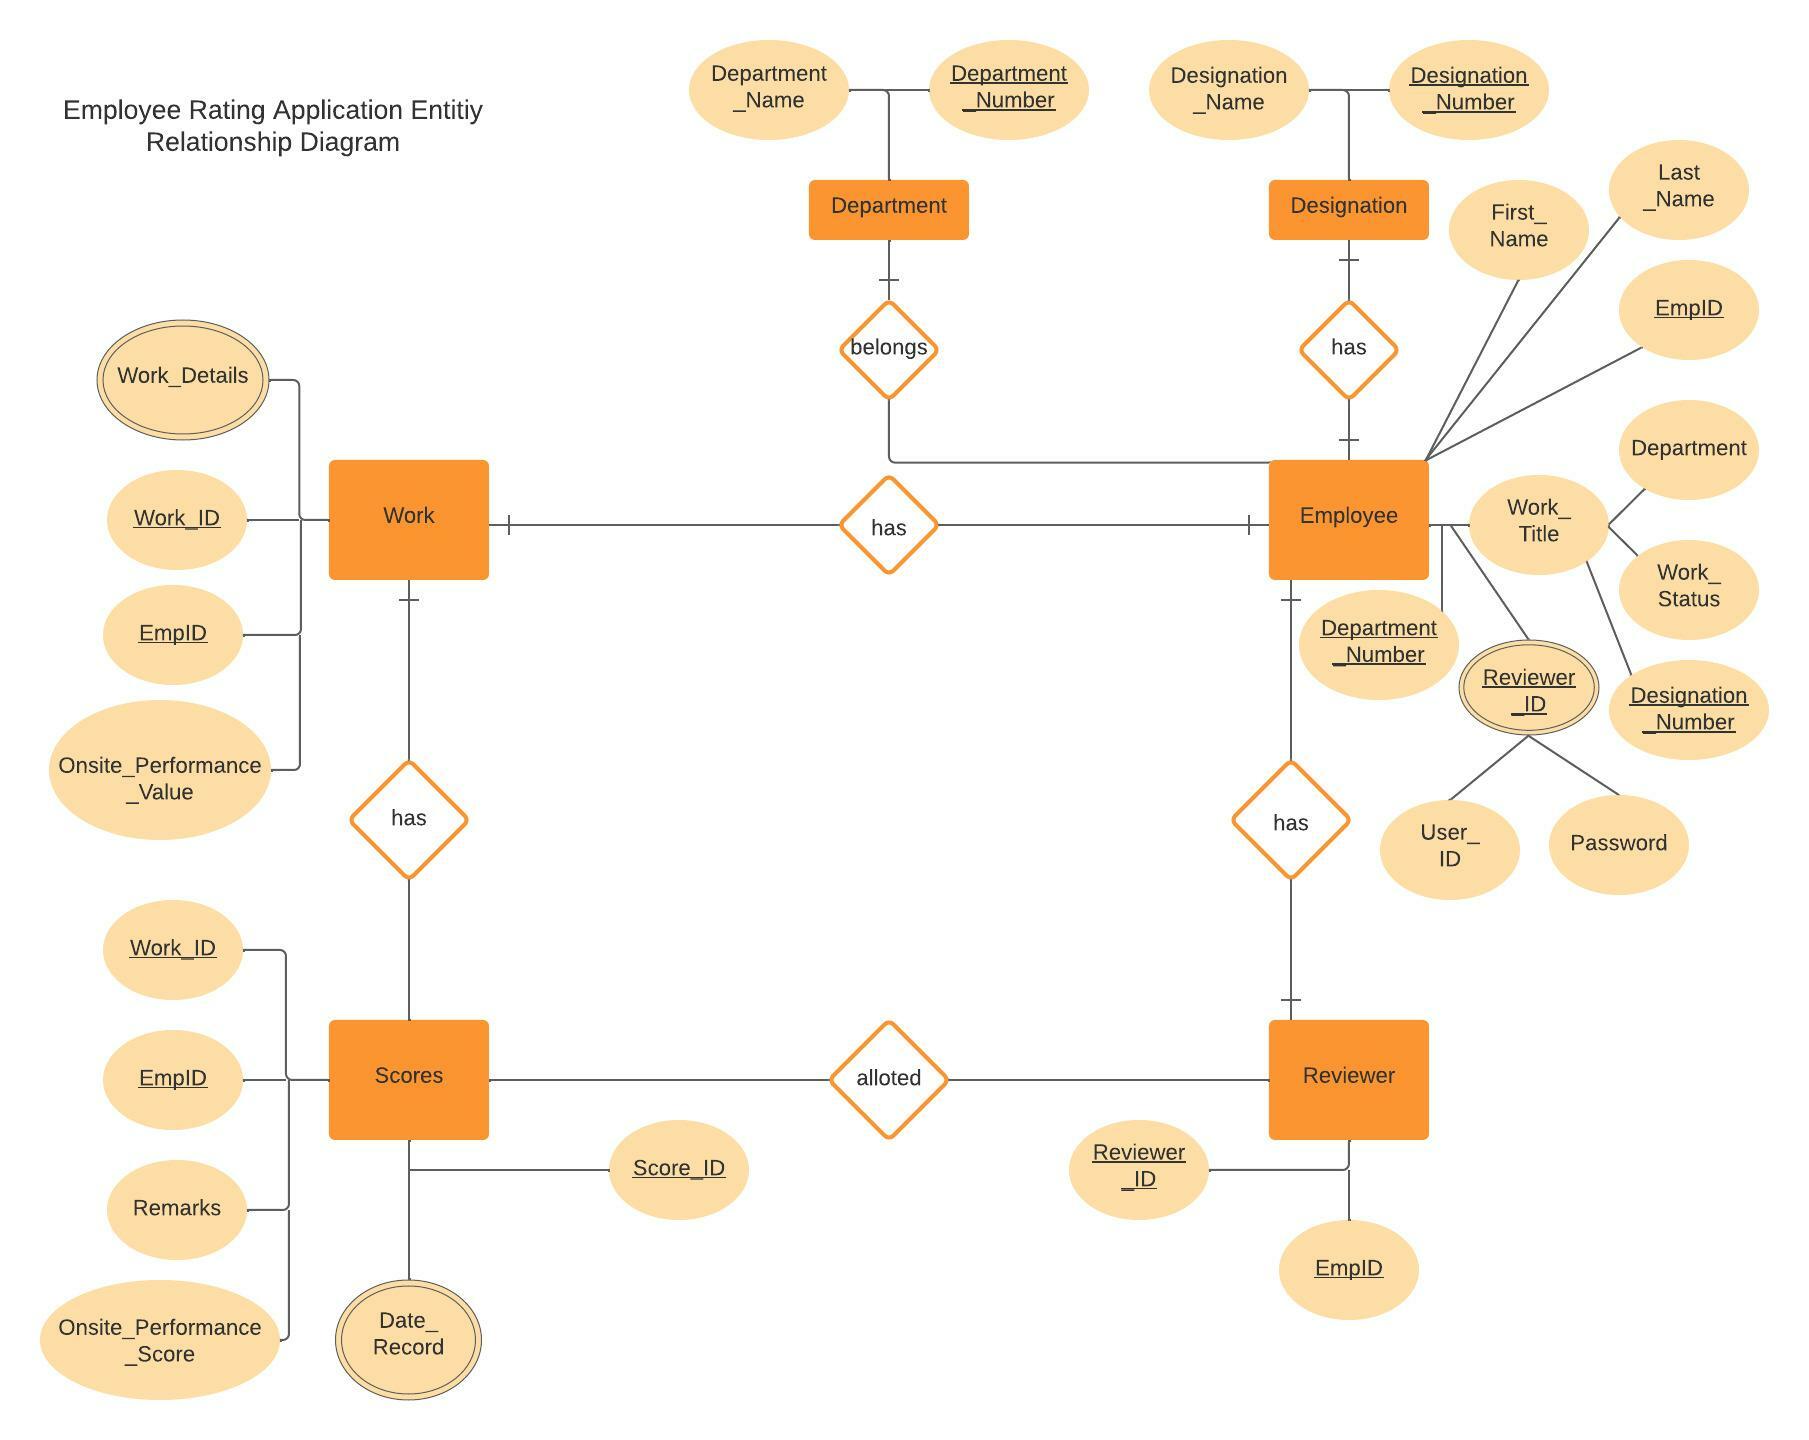 Employee Rating Application Entitiy
Relationship Diagram
Department
_Name
Department
_Number
Designation
_Name
Designation
_Number
Department
Designation
First_
Name
Last
_Name
EmpID
belongs
has
Work_Details
Work_ID
EmpID
Onsite_Performance
_Value
Work
has
Employee
Work_
Title
Department
Work_
Status
Department
_Number
Reviewer
_ID
Designation
_Number
User_
ID
Password
has
has
Work_ID
EmpID
Remarks
Onsite_Performance
_Score
Scores
alloted
Reviewer
Score_ID
Date_
Record
Reviewer
_ID
EmpID